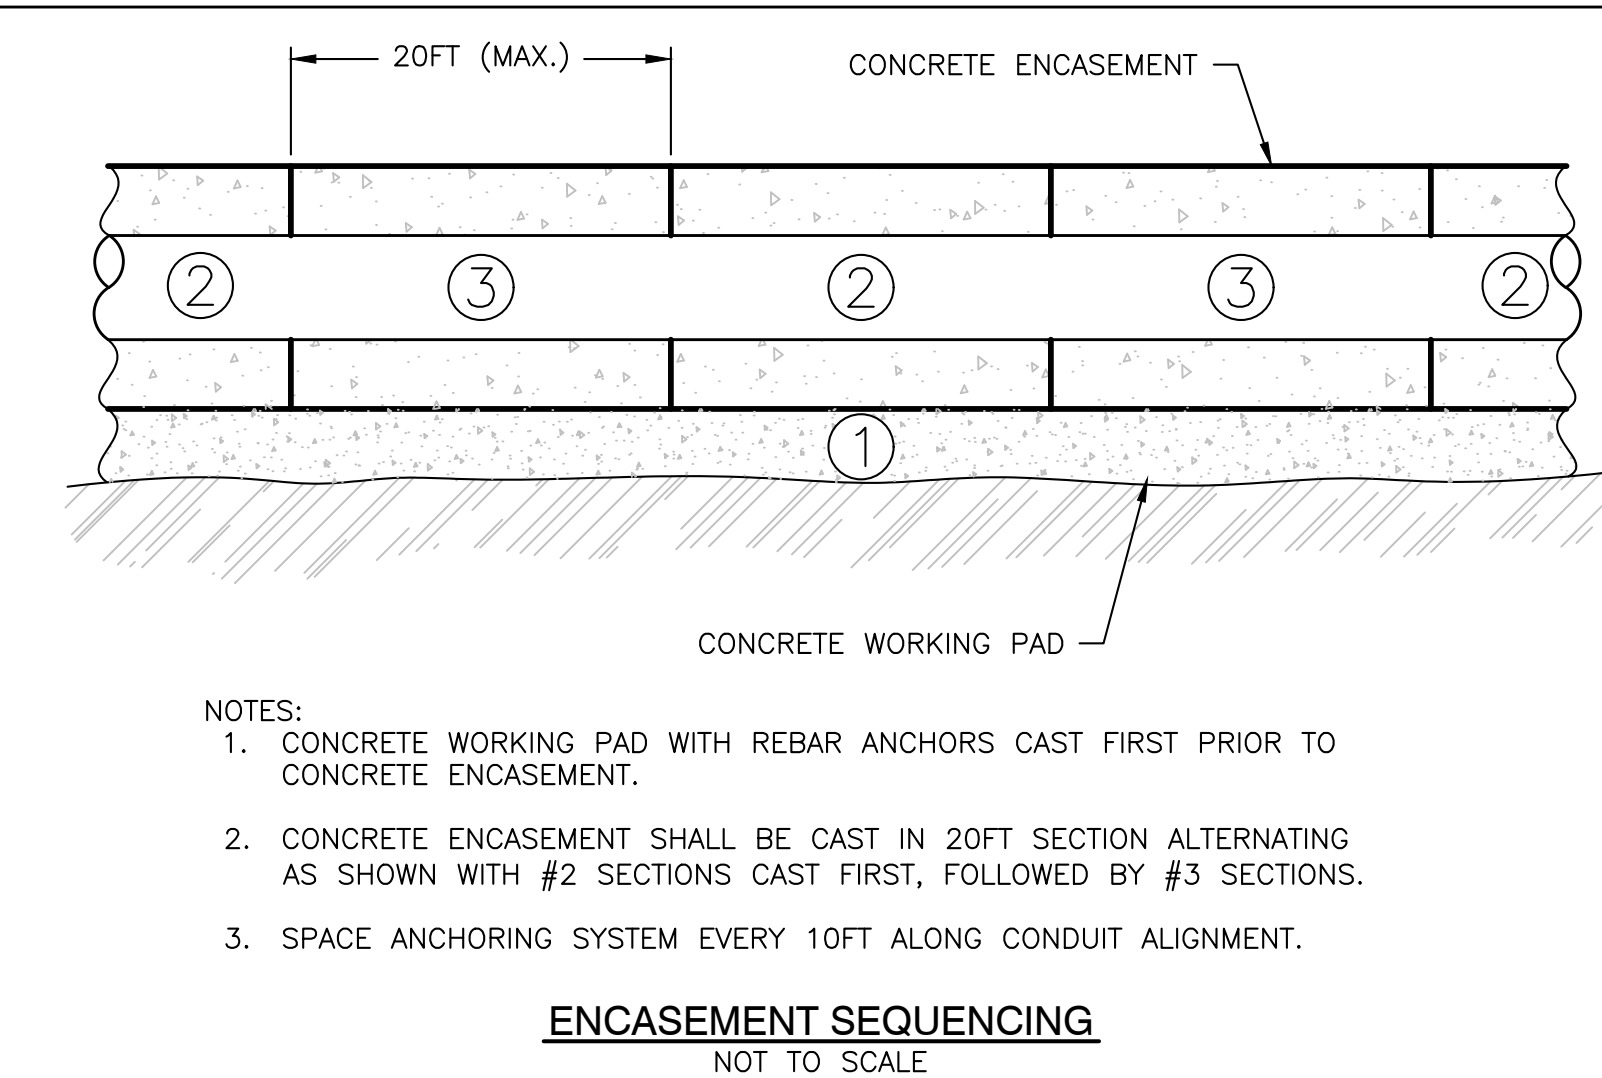 20FT (MAX.)
CONCRETE ENCASEMENT
2 3 2 3 2
1
CONCRETE WORKING PAD
NOTES:
1. CONCRETE WORKING PAD WITH REBAR ANCHORS CAST FIRST PRIOR TO
CONCRETE ENCASEMENT.
2. CONCRETE ENCASEMENT SHALL BE CAST IN 20FT SECTION ALTERNATING
AS SHOWN WITH #2 SECTIONS CAST FIRST, FOLLOWED BY #3 SECTIONS.
3. SPACE ANCHORING SYSTEM EVERY 10FT ALONG CONDUIT ALIGNMENT.
ENCASEMENT SEQUENCING
NOT TO SCALE